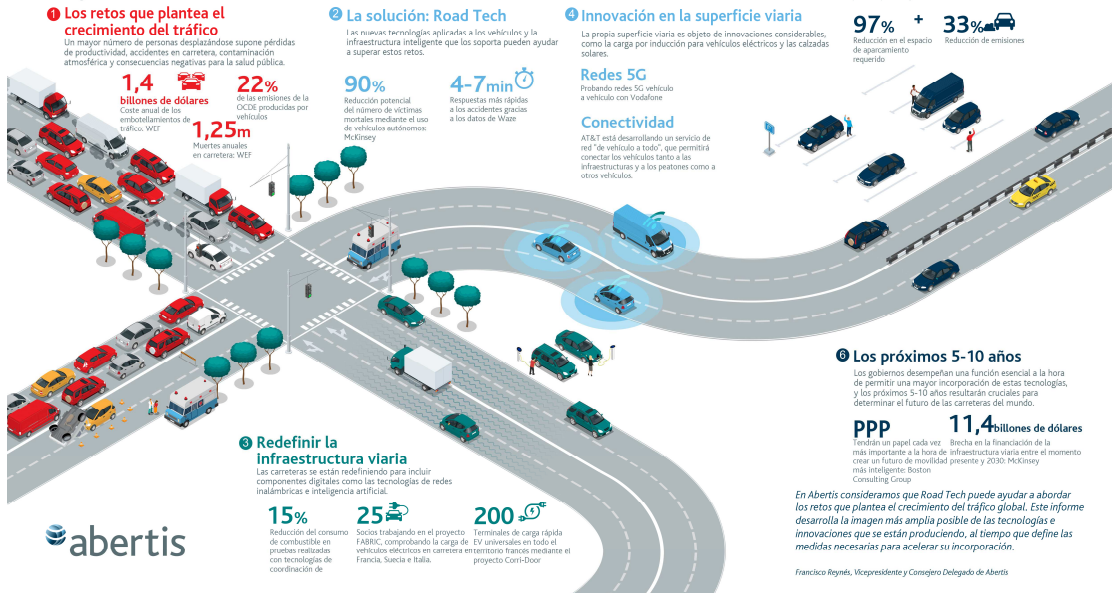 1 Los retos que plantea el
crecimiento del tráfico
Un mayor número de personas desplazándose supone pérdidas
de productividad, accidentes en carretera, contaminación
atmosférica y consecuencias negativas para la salud pública.
1,4
billones de dólares
Coste anual de los
embotellamientos de
tráfico. WEF
22%
de las emisiones de la
OCDE producidas por
vehículos
1,25m
Muertes anuales
en carretera: WEF
2 La solución: Road Tech
Las nuevas tecnologías aplicadas a los vehículos y la
infraestructura inteligente que los soporta pueden ayudar
a superar estos retos.
90%
Reducción potencial
del número de víctimas
mortales mediante el uso
de vehículos autónomos:
McKinsey
4-7min
Respuestas más rápidas
a los accidentes gracias
a los datos de Waze
4 Innovación en la superficie viaria
La propia superficie viaria es objeto de innovaciones considerables,
como la carga por inducción para vehículos eléctricos y las calzadas
solares.
Redes 5G
Probando redes 5G vehículo
a vehículo con Vodafone
Conectividad
AT&T está desarrollando un servicio de
red "de vehículo a todo", que permitirá
conectar los vehículos tanto a las
infraestructuras y a los peatones como a
otros vehículos.
97% + 33%
Reducción en el espacio
de aparcamiento
requerido
Reducción de emisiones
3 Redefinir la
infraestructura viaria
Las carreteras se están redefiniendo para incluir
componentes digitales como las tecnologías de redes
inalámbricas e inteligencia artificial.
15%
Reducción del consumo
de combustible en
pruebas realizadas
con tecnologías de
coordinación de
25
Socios trabajando en el proyecto
FABRIC, comprobando la carga de
vehículos eléctricos en carretera en
Francia, Suecia e Italia.
200
Terminales de carga rápida
EV universales en todo el
territorio francés mediante el
proyecto Corri-Door
6 Los próximos 5-10 años
Los gobiernos desempeñan una función esencial a la hora
de permitir una mayor incorporación de estas tecnologías,
y los próximos 5-10 años resultarán cruciales para
determinar el futuro de las carreteras del mundo.
PPP
Tendrán un papel cada vez
más importante a la hora de
crear un futuro de movilidad
más inteligente: Boston
Consulting Group
11,4 billones de dólares
Brecha en la financiación de la
infraestructura viaria entre el momento
presente y 2030: McKinsey
En Abertis consideramos que Road Tech puede ayudar a abordar
los retos que plantea el crecimiento del tráfico global. Este informe
desarrolla la imagen más amplia posible de las tecnologías e
innovaciones que se están produciendo, al tiempo que define las
medidas necesarias para acelerar su incorporación.
Francisco Reynés, Vicepresidente y Consejero Delegado de Abertis
abertis